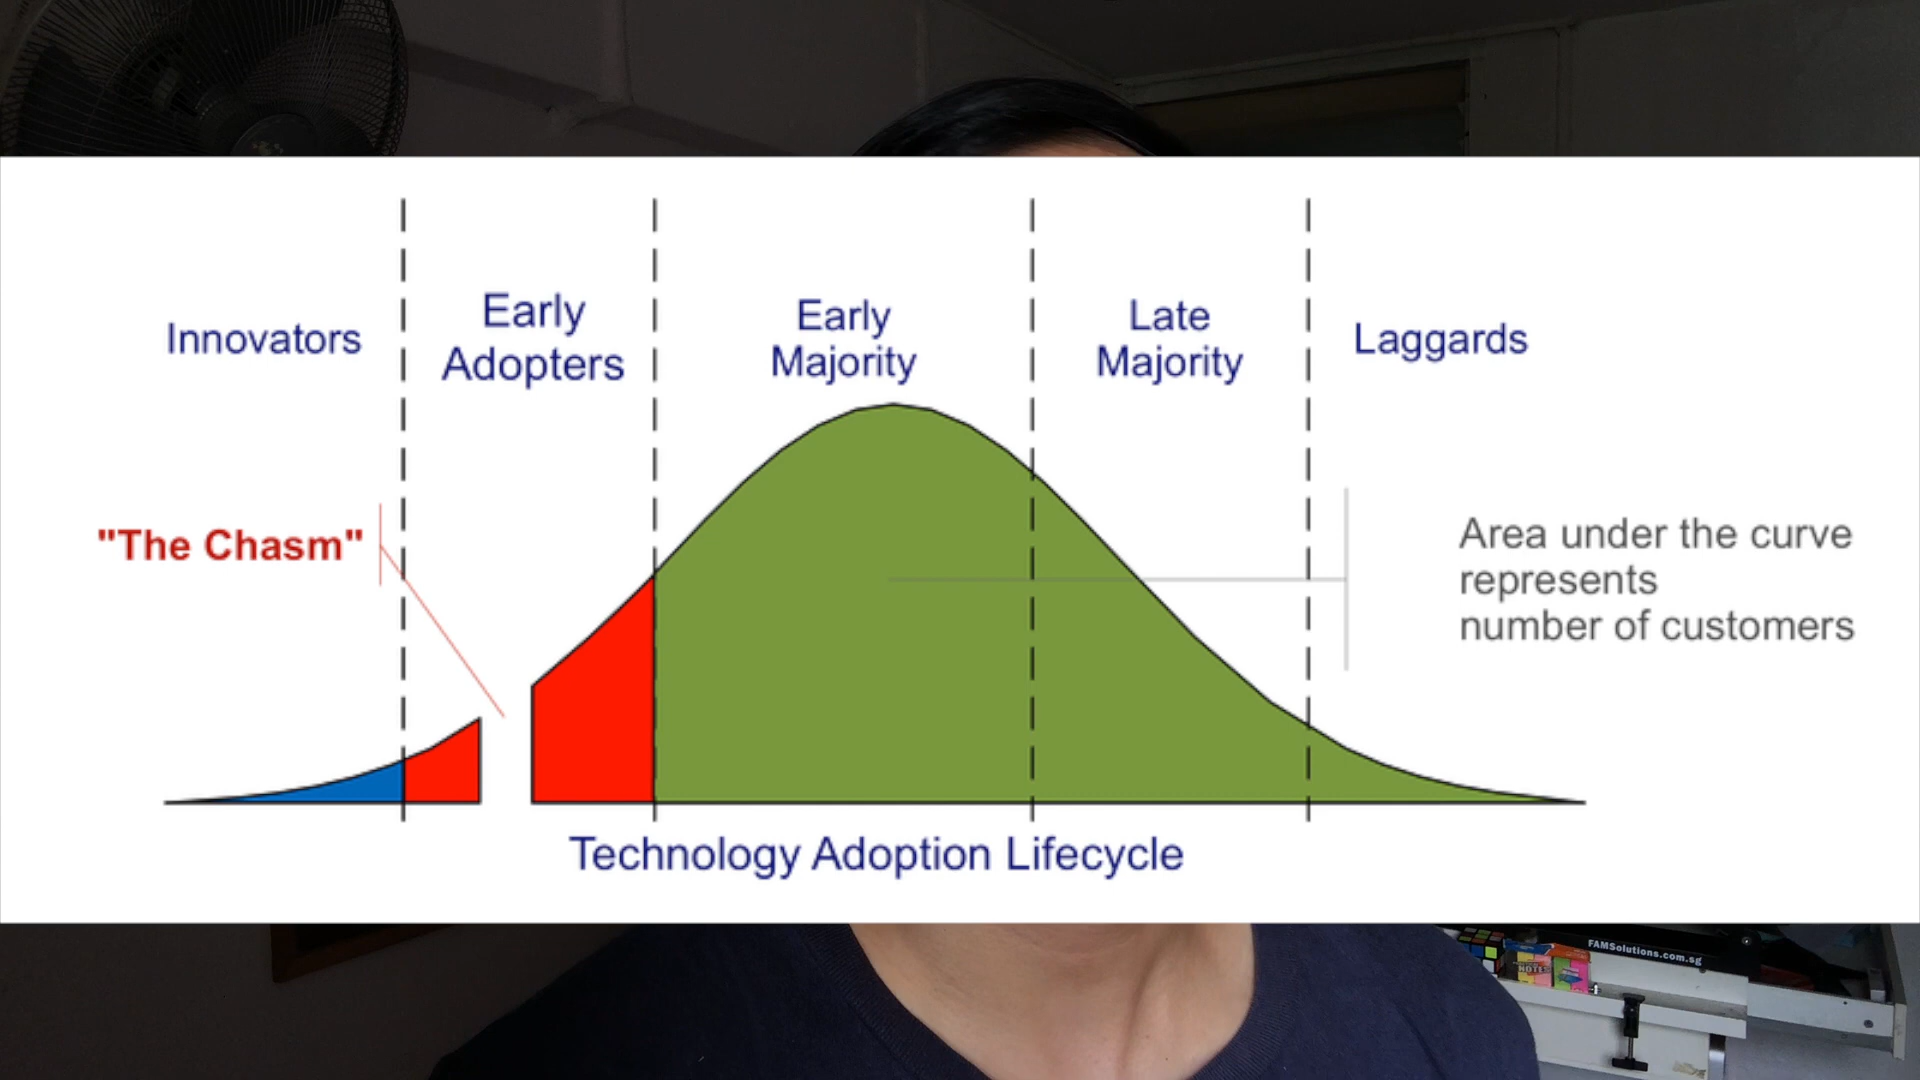 Innovators
Early
Adopters
Early
Majority
Late
Majority
Laggards
"The Chasm"
Area under the curve
represents
number of customers
Technology Adoption Lifecycle
FAMSolutions.com.sg
NOTES